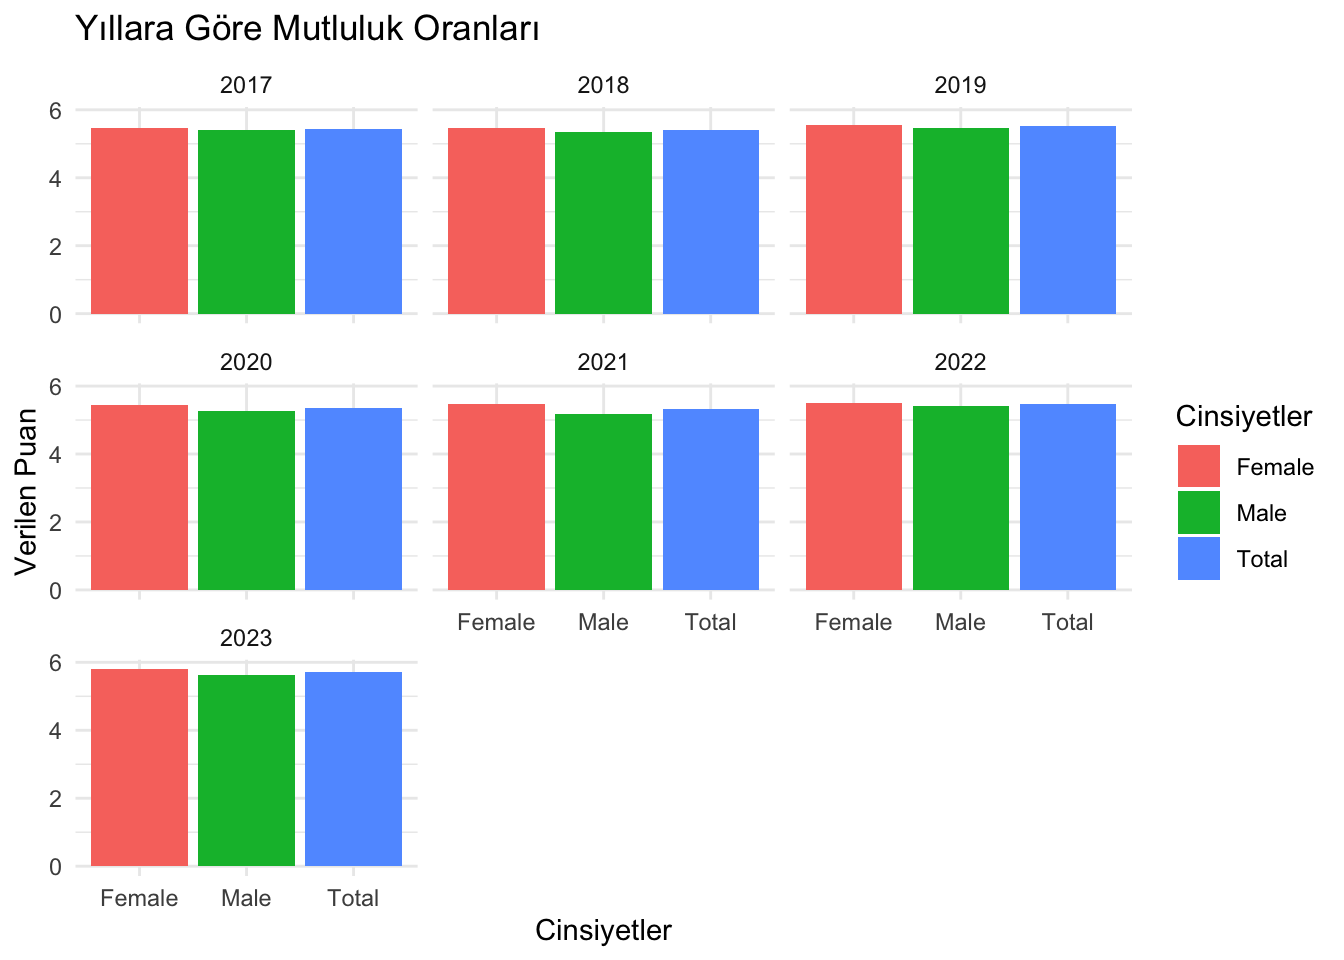 Yıllara Göre Mutluluk Oranları
2017 2018 2019
6
4
2
0
2020 2021 2022
6
4
2
0
Female Male Total Female Male Total
2023
6
4
2
0
Female Male Total
Cinsiyetler
Verilen Puan
Cinsiyetler
Female
Male
Total